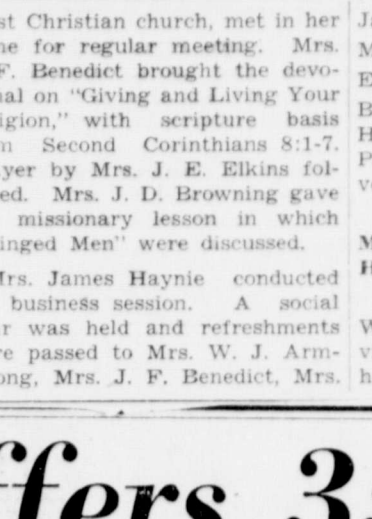 st Christian church, met in her
e for regular meeting. Mrs.
F. Benedict brought the devo-
nal on "Giving and Living Your
igion," with scripture basis
m Second Corinthians 8:1-7.
yer by Mrs. J. E. Elkins fol-
ed. Mrs. J. D. Browning gave
missionary lesson in which
inged Men" were discussed.
Mrs. James Haynie conducted
business session. A social
r was held and refreshments
re passed to Mrs. W. J. Arm-
ong, Mrs. J. F. Benedict, Mrs.
ffers 3